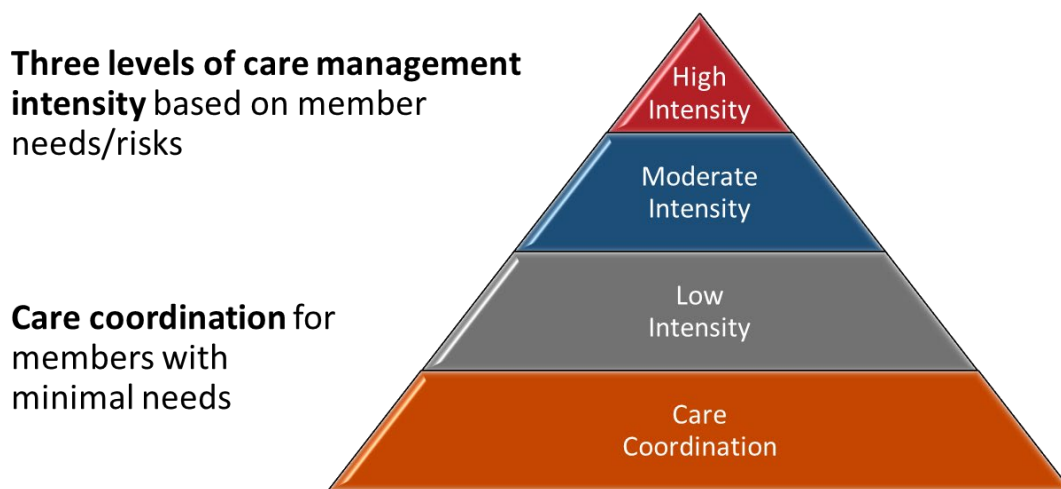 Three levels of care management
intensity based on member
needs/risks
Care coordination for
members with
minimal needs
High
Intensity
Moderate
Intensity
Low
Intensity
Care
Coordination